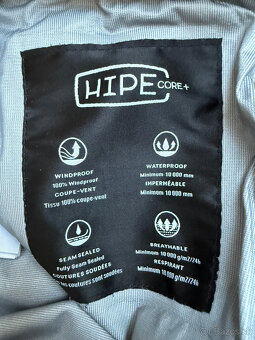 HIPE CORE+
WINDPROOF
100% Windproof
COUPE-VENT
Tissu 100% coupe-vent
WATERPROOF
Minimum 10 000 mm
IMPERMÉABLE
Minimum 10 000 mm
SEAM SEALED
Fully Seam Sealed
COUTURES SOUDÉES
coutures sont soudées
BREATHABLE
Minimum 10 000 g/m2/24h
RESPIRANT
Minimum 10 000 g/m2/24h